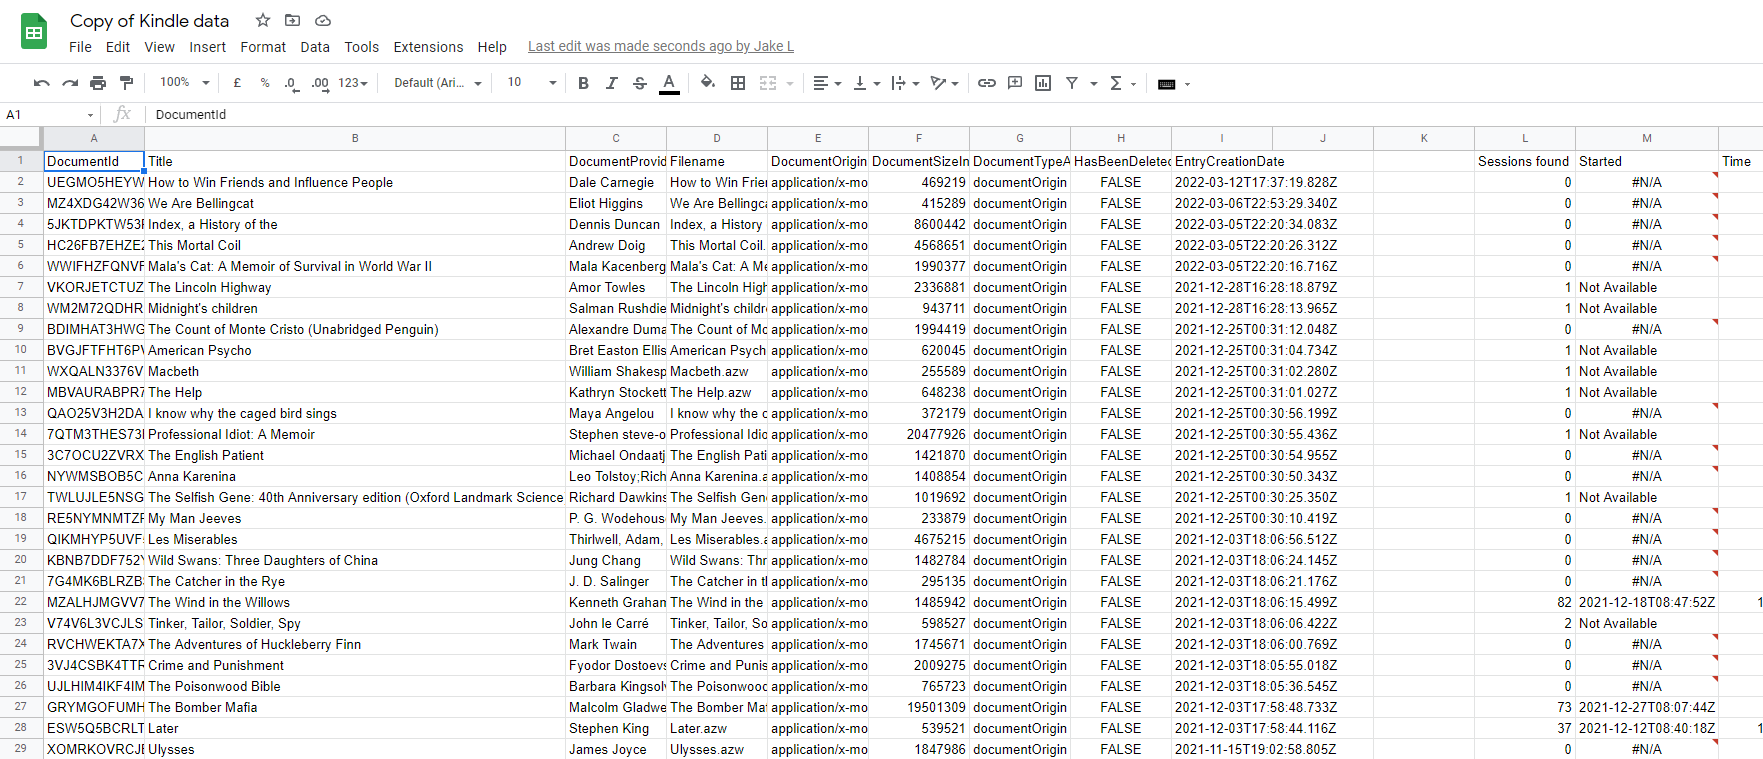 Copy of Kindle data
File Edit View Insert Format Data Tools Extensions Help Last edit was made seconds ago by Jake L
100% £ % .0 .00 123 Default (Ari... 10 B I S A
A1 fx DocumentId
A B C D E F G H I J K L M
1 DocumentId Title DocumentProvid Filename DocumentOrigin DocumentSizeIn DocumentTypeA HasBeenDeleted EntryCreationDate Sessions found Started Time
2 UEGMO5HEYW How to Win Friends and Influence People Dale Carnegie How to Win Frie application/x-mo 469219 documentOrigin FALSE 2022-03-12T17:37:19.828Z 0 #N/A
3 MZ4XDG42W36 We Are Bellingcat Eliot Higgins We Are Bellingca application/x-mo 415289 documentOrigin FALSE 2022-03-06T22:53:29.340Z 0 #N/A
4 5JKTDPKTW53 Index, a History of the Dennis Duncan Index, a History application/x-mo 8600442 documentOrigin FALSE 2022-03-05T22:20:34.083Z 0 #N/A
5 HC26FB7EHZE This Mortal Coil Andrew Doig This Mortal Coil. application/x-mo 4568651 documentOrigin FALSE 2022-03-05T22:20:26.312Z 0 #N/A
6 WWIFHZFQNVF Mala's Cat: A Memoir of Survival in World War II Mala Kacenberg Mala's Cat: A Me application/x-mo 1990377 documentOrigin FALSE 2022-03-05T22:20:16.716Z 0 #N/A
7 VKORJETCTUZ The Lincoln Highway Amor Towles The Lincoln High application/x-mo 2336881 documentOrigin FALSE 2021-12-28T16:28:18.879Z 1 Not Available
8 WM2M72QDHR Midnight's children Salman Rushdie Midnight's childr application/x-mo 943711 documentOrigin FALSE 2021-12-28T16:28:13.965Z 1 Not Available
9 BDIMHAT3HWG The Count of Monte Cristo (Unabridged Penguin) Alexandre Duma The Count of Mo application/x-mo 1994419 documentOrigin FALSE 2021-12-25T00:31:12.048Z 0 #N/A
10 BVGJFTFHT6P American Psycho Bret Easton Ellis American Psych application/x-mo 620045 documentOrigin FALSE 2021-12-25T00:31:04.734Z 1 Not Available
11 WXQALN3376V Macbeth William Shakesp Macbeth.azw application/x-mo 255589 documentOrigin FALSE 2021-12-25T00:31:02.280Z 1 Not Available
12 MBVAURABPR7 The Help Kathryn Stockett The Help.azw application/x-mo 648238 documentOrigin FALSE 2021-12-25T00:31:01.027Z 1 Not Available
13 QAO25V3H2DA I know why the caged bird sings Maya Angelou I know why the c application/x-mo 372179 documentOrigin FALSE 2021-12-25T00:30:56.199Z 0 #N/A
14 7QTM3THES73 Professional Idiot: A Memoir Stephen steve-o Professional Idio application/x-mo 20477926 documentOrigin FALSE 2021-12-25T00:30:55.436Z 1 Not Available
15 3C7OCU2ZVRX The English Patient Michael Ondaatj The English Pati application/x-mo 1421870 documentOrigin FALSE 2021-12-25T00:30:54.955Z 0 #N/A
16 NYWMSBOB5C Anna Karenina Leo Tolstoy;Rich Anna Karenina.a application/x-mo 1408854 documentOrigin FALSE 2021-12-25T00:30:50.343Z 0 #N/A
17 TWLUJLE5NSG The Selfish Gene: 40th Anniversary edition (Oxford Landmark Science Richard Dawkins The Selfish Gen application/x-mo 1019692 documentOrigin FALSE 2021-12-25T00:30:25.350Z 1 Not Available
18 RE5NYMNMTZF My Man Jeeves P. G. Wodehous My Man Jeeves. application/x-mo 233879 documentOrigin FALSE 2021-12-25T00:30:10.419Z 0 #N/A
19 QIKMHYP5UVF Les Miserables Thirlwell, Adam, Les Miserables.a application/x-mo 4675215 documentOrigin FALSE 2021-12-03T18:06:56.512Z 0 #N/A
20 KBNB7DDF752Y Wild Swans: Three Daughters of China Jung Chang Wild Swans: Thr application/x-mo 1482784 documentOrigin FALSE 2021-12-03T18:06:24.145Z 0 #N/A
21 7G4MK6BLRZB The Catcher in the Rye J. D. Salinger The Catcher in th application/x-mo 295135 documentOrigin FALSE 2021-12-03T18:06:21.176Z 0 #N/A
22 MZALHJMGVV7 The Wind in the Willows Kenneth Graham The Wind in the application/x-mo 1485942 documentOrigin FALSE 2021-12-03T18:06:15.499Z 82 2021-12-18T08:47:52Z 1
23 V74V6L3VCJLS Tinker, Tailor, Soldier, Spy John le Carré Tinker, Tailor, So application/x-mo 598527 documentOrigin FALSE 2021-12-03T18:06:06.422Z 2 Not Available
24 RVCHWEKTA7X The Adventures of Huckleberry Finn Mark Twain The Adventures application/x-mo 1745671 documentOrigin FALSE 2021-12-03T18:06:00.769Z 0 #N/A
25 3VJ4CSBK4TTR Crime and Punishment Fyodor Dostoevs Crime and Punis application/x-mo 2009275 documentOrigin FALSE 2021-12-03T18:05:55.018Z 0 #N/A
26 UJLHIM4IKF4IM The Poisonwood Bible Barbara Kingsol The Poisonwooc application/x-mo 765723 documentOrigin FALSE 2021-12-03T18:05:36.545Z 0 #N/A
27 GRYMGOFUMH The Bomber Mafia Malcolm Gladwe The Bomber Ma application/x-mo 19501309 documentOrigin FALSE 2021-12-03T17:58:48.733Z 73 2021-12-27T08:07:44Z
28 ESW5Q5BCRLT Later Stephen King Later.azw application/x-mo 539521 documentOrigin FALSE 2021-12-03T17:58:44.116Z 37 2021-12-12T08:40:18Z 1
29 XOMRKOVRCJE Ulysses James Joyce Ulysses.azw application/x-mo 1847986 documentOrigin FALSE 2021-11-15T19:02:58.805Z 0 #N/A